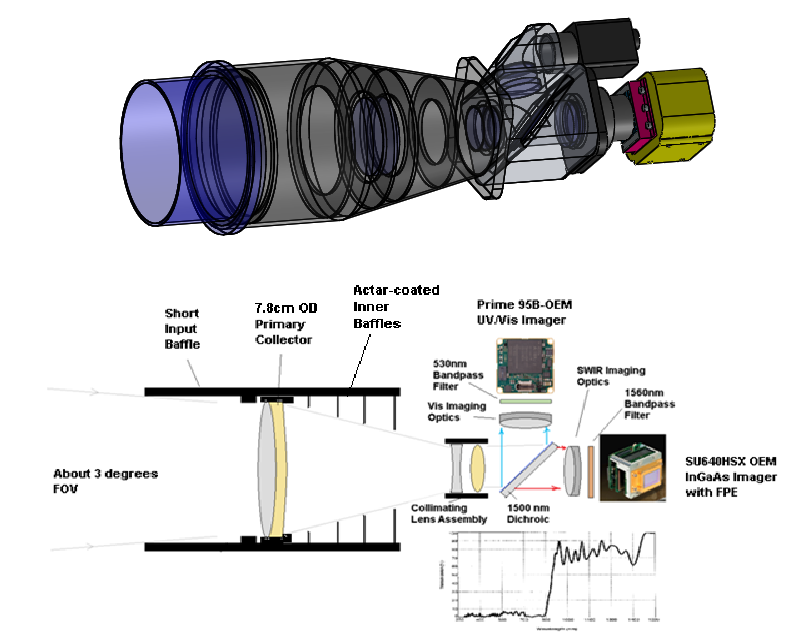 Actar-coated
Inner
Baffles
7.8cm OD
Primary
Collector
Short
Input
Baffle
Prime 95B-OEM
UV/Vis Imager
530nm
Bandpass
Filter
SWIR Imaging
Optics
1560nm
Bandpass
Filter
Vis Imaging
Optics
About 3 degrees
FOV
SU640HSX OEM
InGaAs Imager
with FPE
Collimating
Lens Assembly
1500 nm
Dichroic